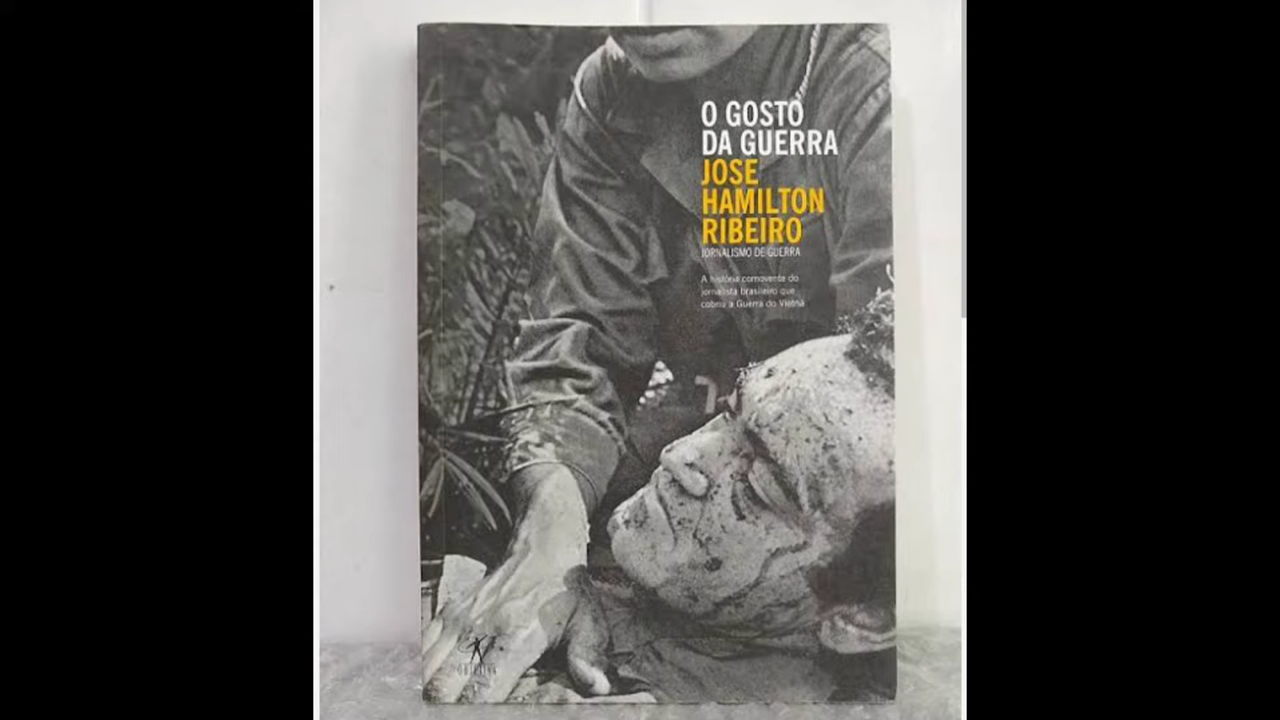 O GOSTO
DA GUERRA
JOSE
HAMILTON
RIBEIRO
JORNALISMO DE GUERRA
A história comovente do
jornalista brasileiro que
cobriu a Guerra do Vietnã
OBJETIVA